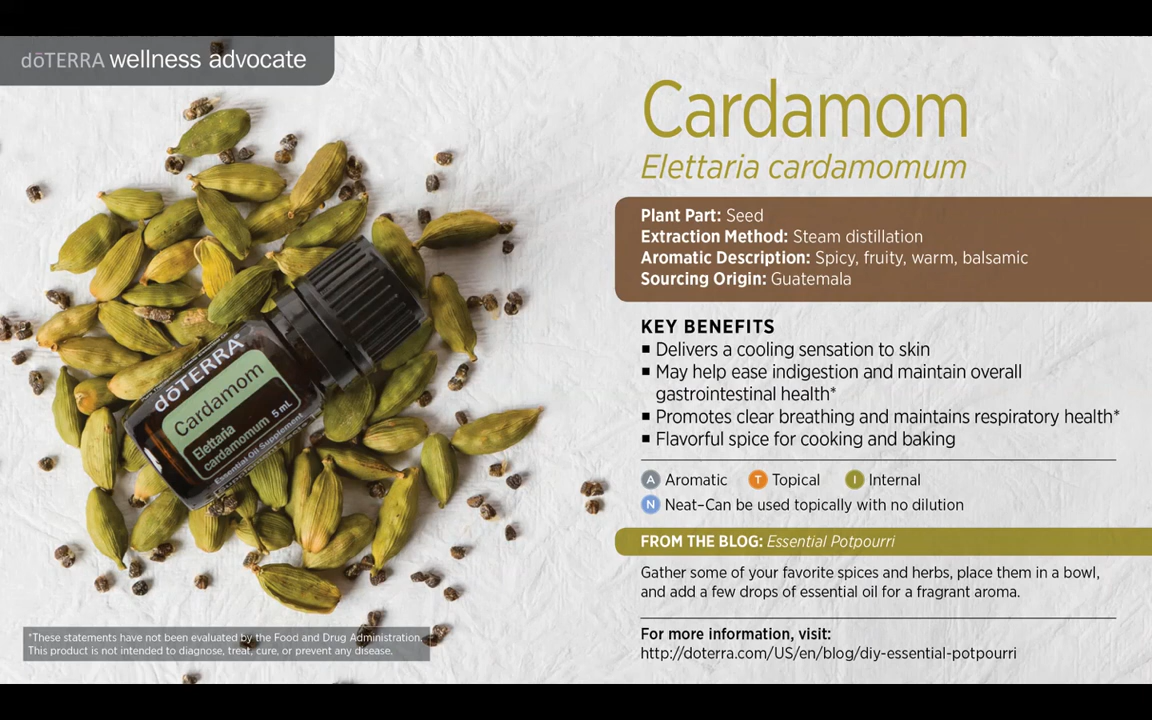 dōTERRA wellness advocate
Cardamom
Elettaria cardamomum
Plant Part: Seed
Extraction Method: Steam distillation
Aromatic Description: Spicy, fruity, warm, balsamic
Sourcing Origin: Guatemala
KEY BENEFITS
▪ Delivers a cooling sensation to skin
▪ May help ease indigestion and maintain overall
gastrointestinal health*
▪ Promotes clear breathing and maintains respiratory health*
▪ Flavorful spice for cooking and baking
A Aromatic T Topical I Internal
N Neat–Can be used topically with no dilution
FROM THE BLOG: Essential Potpourri
Gather some of your favorite spices and herbs, place them in a bowl,
and add a few drops of essential oil for a fragrant aroma.
For more information, visit:
http://doterra.com/US/en/blog/diy-essential-potpourri
dōTERRA
Cardamom
Elettaria
cardamomum 5 mL
Essential Oil Supplement
*These statements have not been evaluated by the Food and Drug Administration.
This product is not intended to diagnose, treat, cure, or prevent any disease.